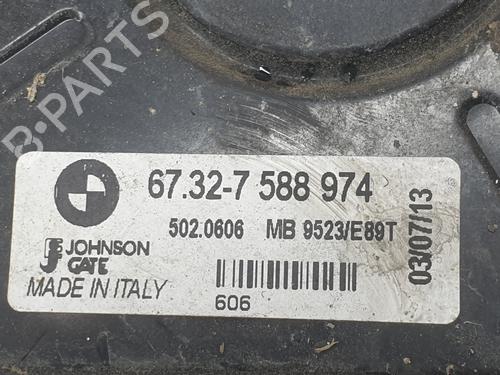 B-PARTS
67.32-7 588 974
502.0606 MB 9523/E89T
JOHNSON
GATE
MADE IN ITALY
606
03/07/13